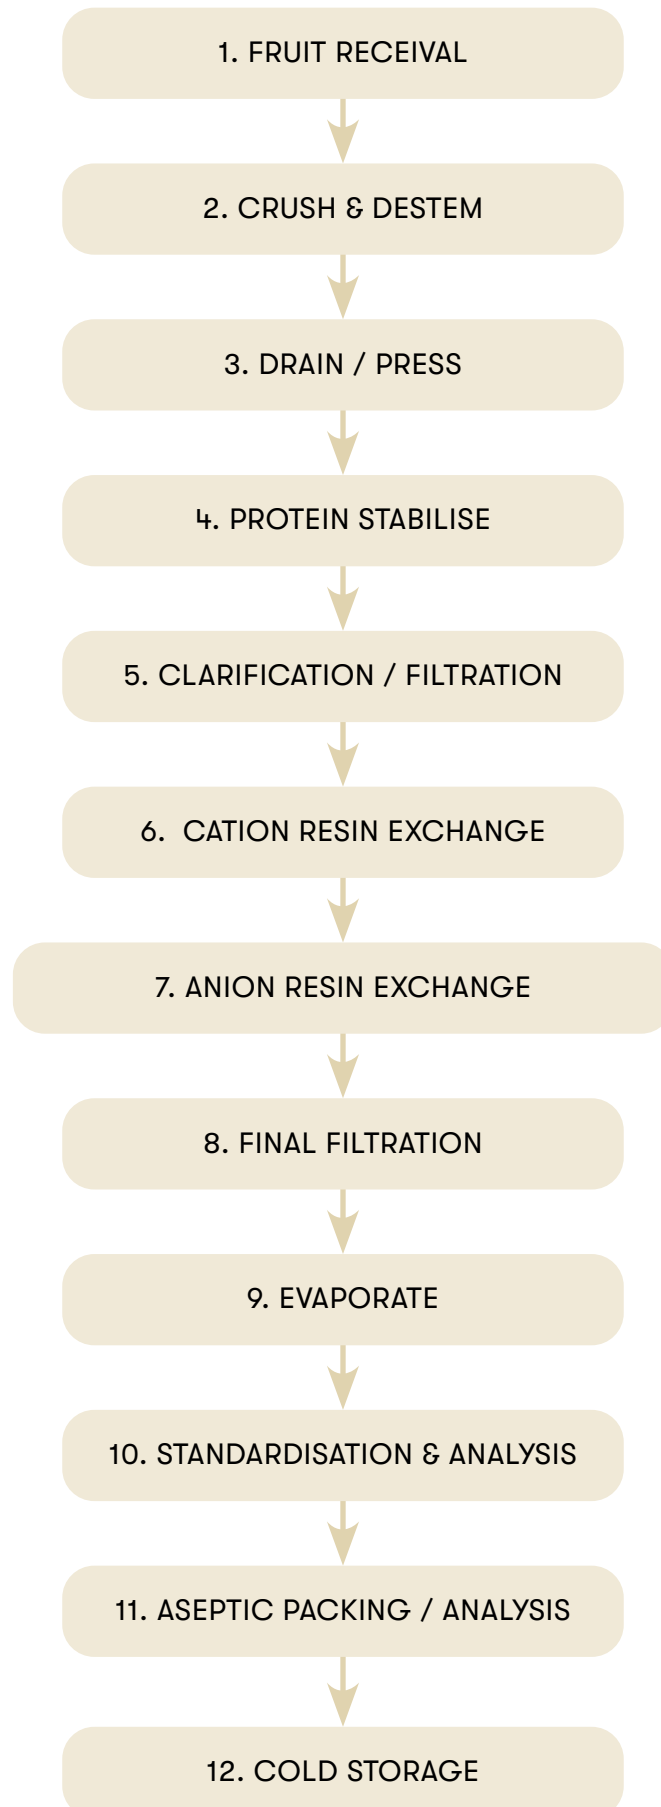 1. FRUIT RECEIVAL
2. CRUSH & DESTEM
3. DRAIN / PRESS
4. PROTEIN STABILISE
5. CLARIFICATION / FILTRATION
6. CATION RESIN EXCHANGE
7. ANION RESIN EXCHANGE
8. FINAL FILTRATION
9. EVAPORATE
10. STANDARDISATION & ANALYSIS
11. ASEPTIC PACKING / ANALYSIS
12. COLD STORAGE